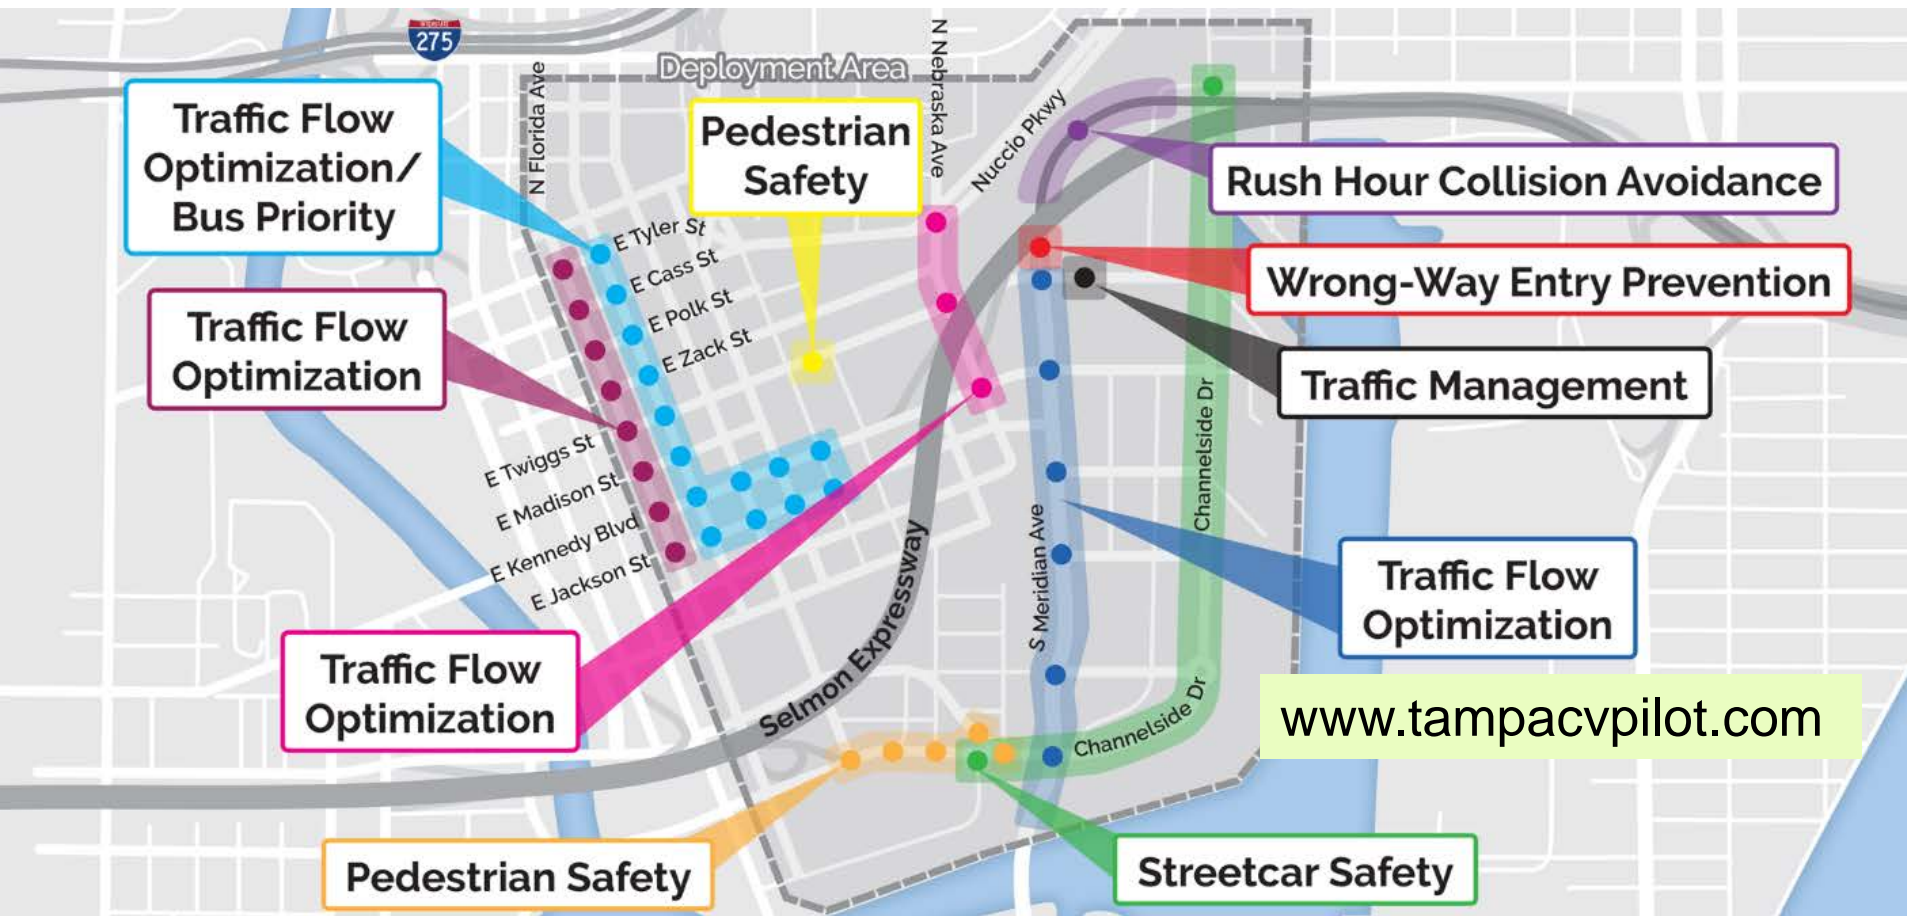 INTERSTATE
275
Deployment Area
N Florida Ave
N Nebraska Ave
Nuccio Pkwy
Traffic Flow
Optimization/
Bus Priority
Pedestrian
Safety
Rush Hour Collision Avoidance
E Tyler St
E Cass St
E Polk St
E Zack St
Wrong-Way Entry Prevention
Traffic Flow
Optimization
Traffic Management
Channelside Dr
E Twiggs St
E Madison St
E Kennedy Blvd
E Jackson St
Selmon Expressway
S Meridian Ave
Traffic Flow
Optimization
Traffic Flow
Optimization
Channelside Dr
www.tampacvpilot.com
Pedestrian Safety
Streetcar Safety